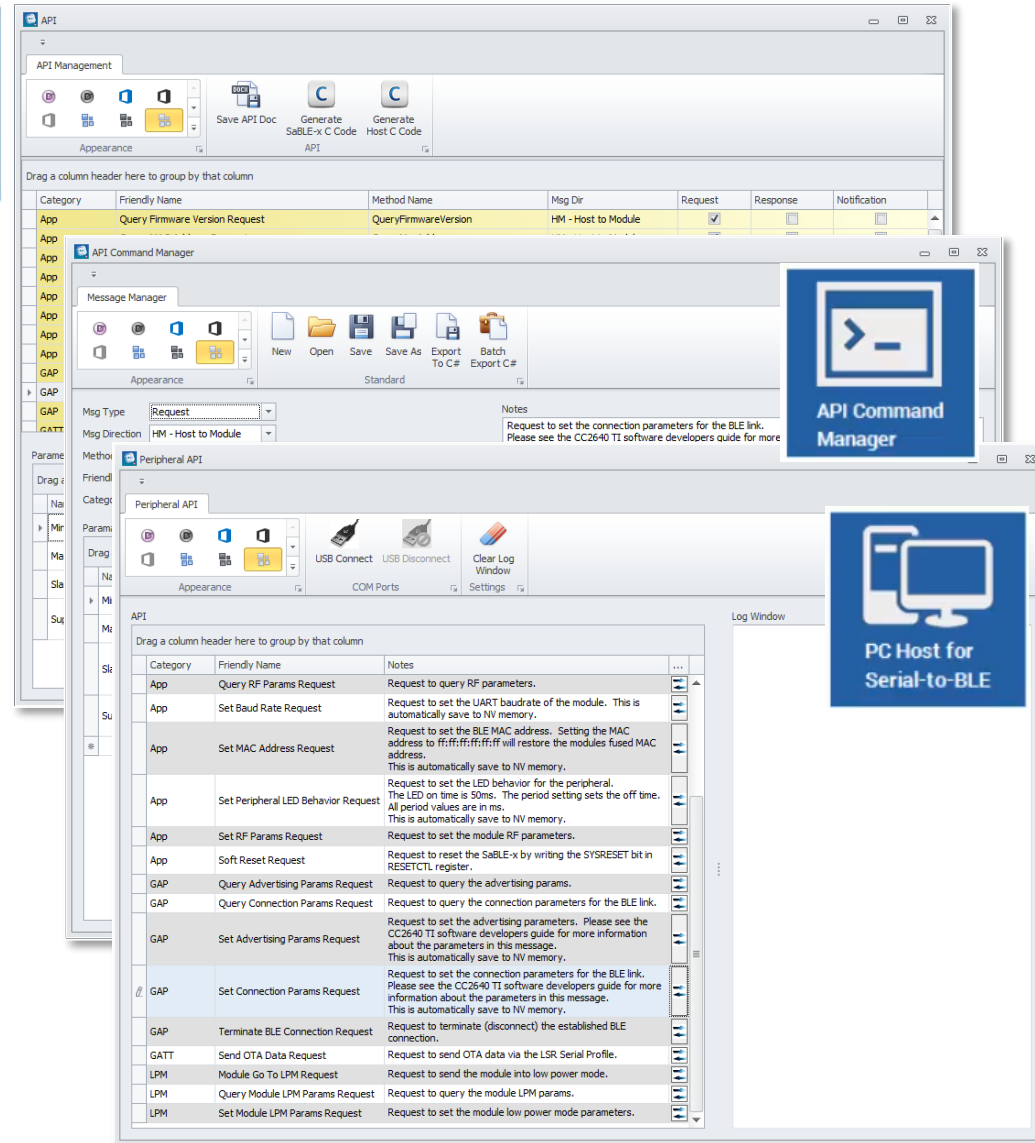 API
API Management
Save API Doc
Generate
SaBLE-x C Code
Generate
Host C Code
Appearance
API
Drag a column header here to group by that column
Category Friendly Name Method Name Msg Dir Request Response Notification
App Query Firmware Version Request QueryFirmwareVersion HM - Host to Module
App
App
App
App
App
App
App
GAP
GAP
GAP
GATT
Parame
Drag a
Na
Min
Ma
Sla
Sup
API Command Manager
Message Manager
New Open Save Save As Export
To C#
Batch
Export C#
Appearance
Standard
Msg Type Request
Msg Direction HM - Host to Module
Notes
Request to set the connection parameters for the BLE link.
Please see the CC2640 TI software developers guide for more
Metho
Friendl
Catego
Parame
Drag
Na
Mi
Ma
Sla
Su
API Command
Manager
Peripheral API
Peripheral API
USB Connect USB Disconnect Clear Log
Window
Appearance COM Ports Settings
PC Host for
Serial-to-BLE
API
Log Window
Drag a column header here to group by that column
Category Friendly Name Notes ...
App Query RF Params Request Request to query RF parameters.
App Set Baud Rate Request Request to set the UART baudrate of the module. This is
automatically save to NV memory.
App Set MAC Address Request Request to set the BLE MAC address. Setting the MAC
address to ff:ff:ff:ff:ff:ff will restore the modules fused MAC
address.
This is automatically save to NV memory.
App Set Peripheral LED Behavior Request Request to set the LED behavior for the peripheral.
The LED on time is 50ms. The period setting sets the off time.
All period values are in ms.
This is automatically save to NV memory.
App Set RF Params Request Request to set the module RF parameters.
App Soft Reset Request Request to reset the SaBLE-x by writing the SYSRESET bit in
RESETCTL register.
GAP Query Advertising Params Request Request to query the advertising params.
GAP Query Connection Params Request Request to query the connection parameters for the BLE link.
GAP Set Advertising Params Request Request to set the advertising parameters. Please see the
CC2640 TI software developers guide for more information
about the parameters in this message.
This is automatically save to NV memory.
GAP Set Connection Params Request Request to set the connection parameters for the BLE link.
Please see the CC2640 TI software developers guide for more
information about the parameters in this message.
This is automatically save to NV memory.
GAP Terminate BLE Connection Request Request to terminate (disconnect) the established BLE
connection.
GATT Send OTA Data Request Request to send OTA data via the LSR Serial Profile.
LPM Module Go To LPM Request Request to send the module into low power mode.
LPM Query Module LPM Params Request Request to query the module LPM params.
LPM Set Module LPM Params Request Request to set the module low power mode parameters.